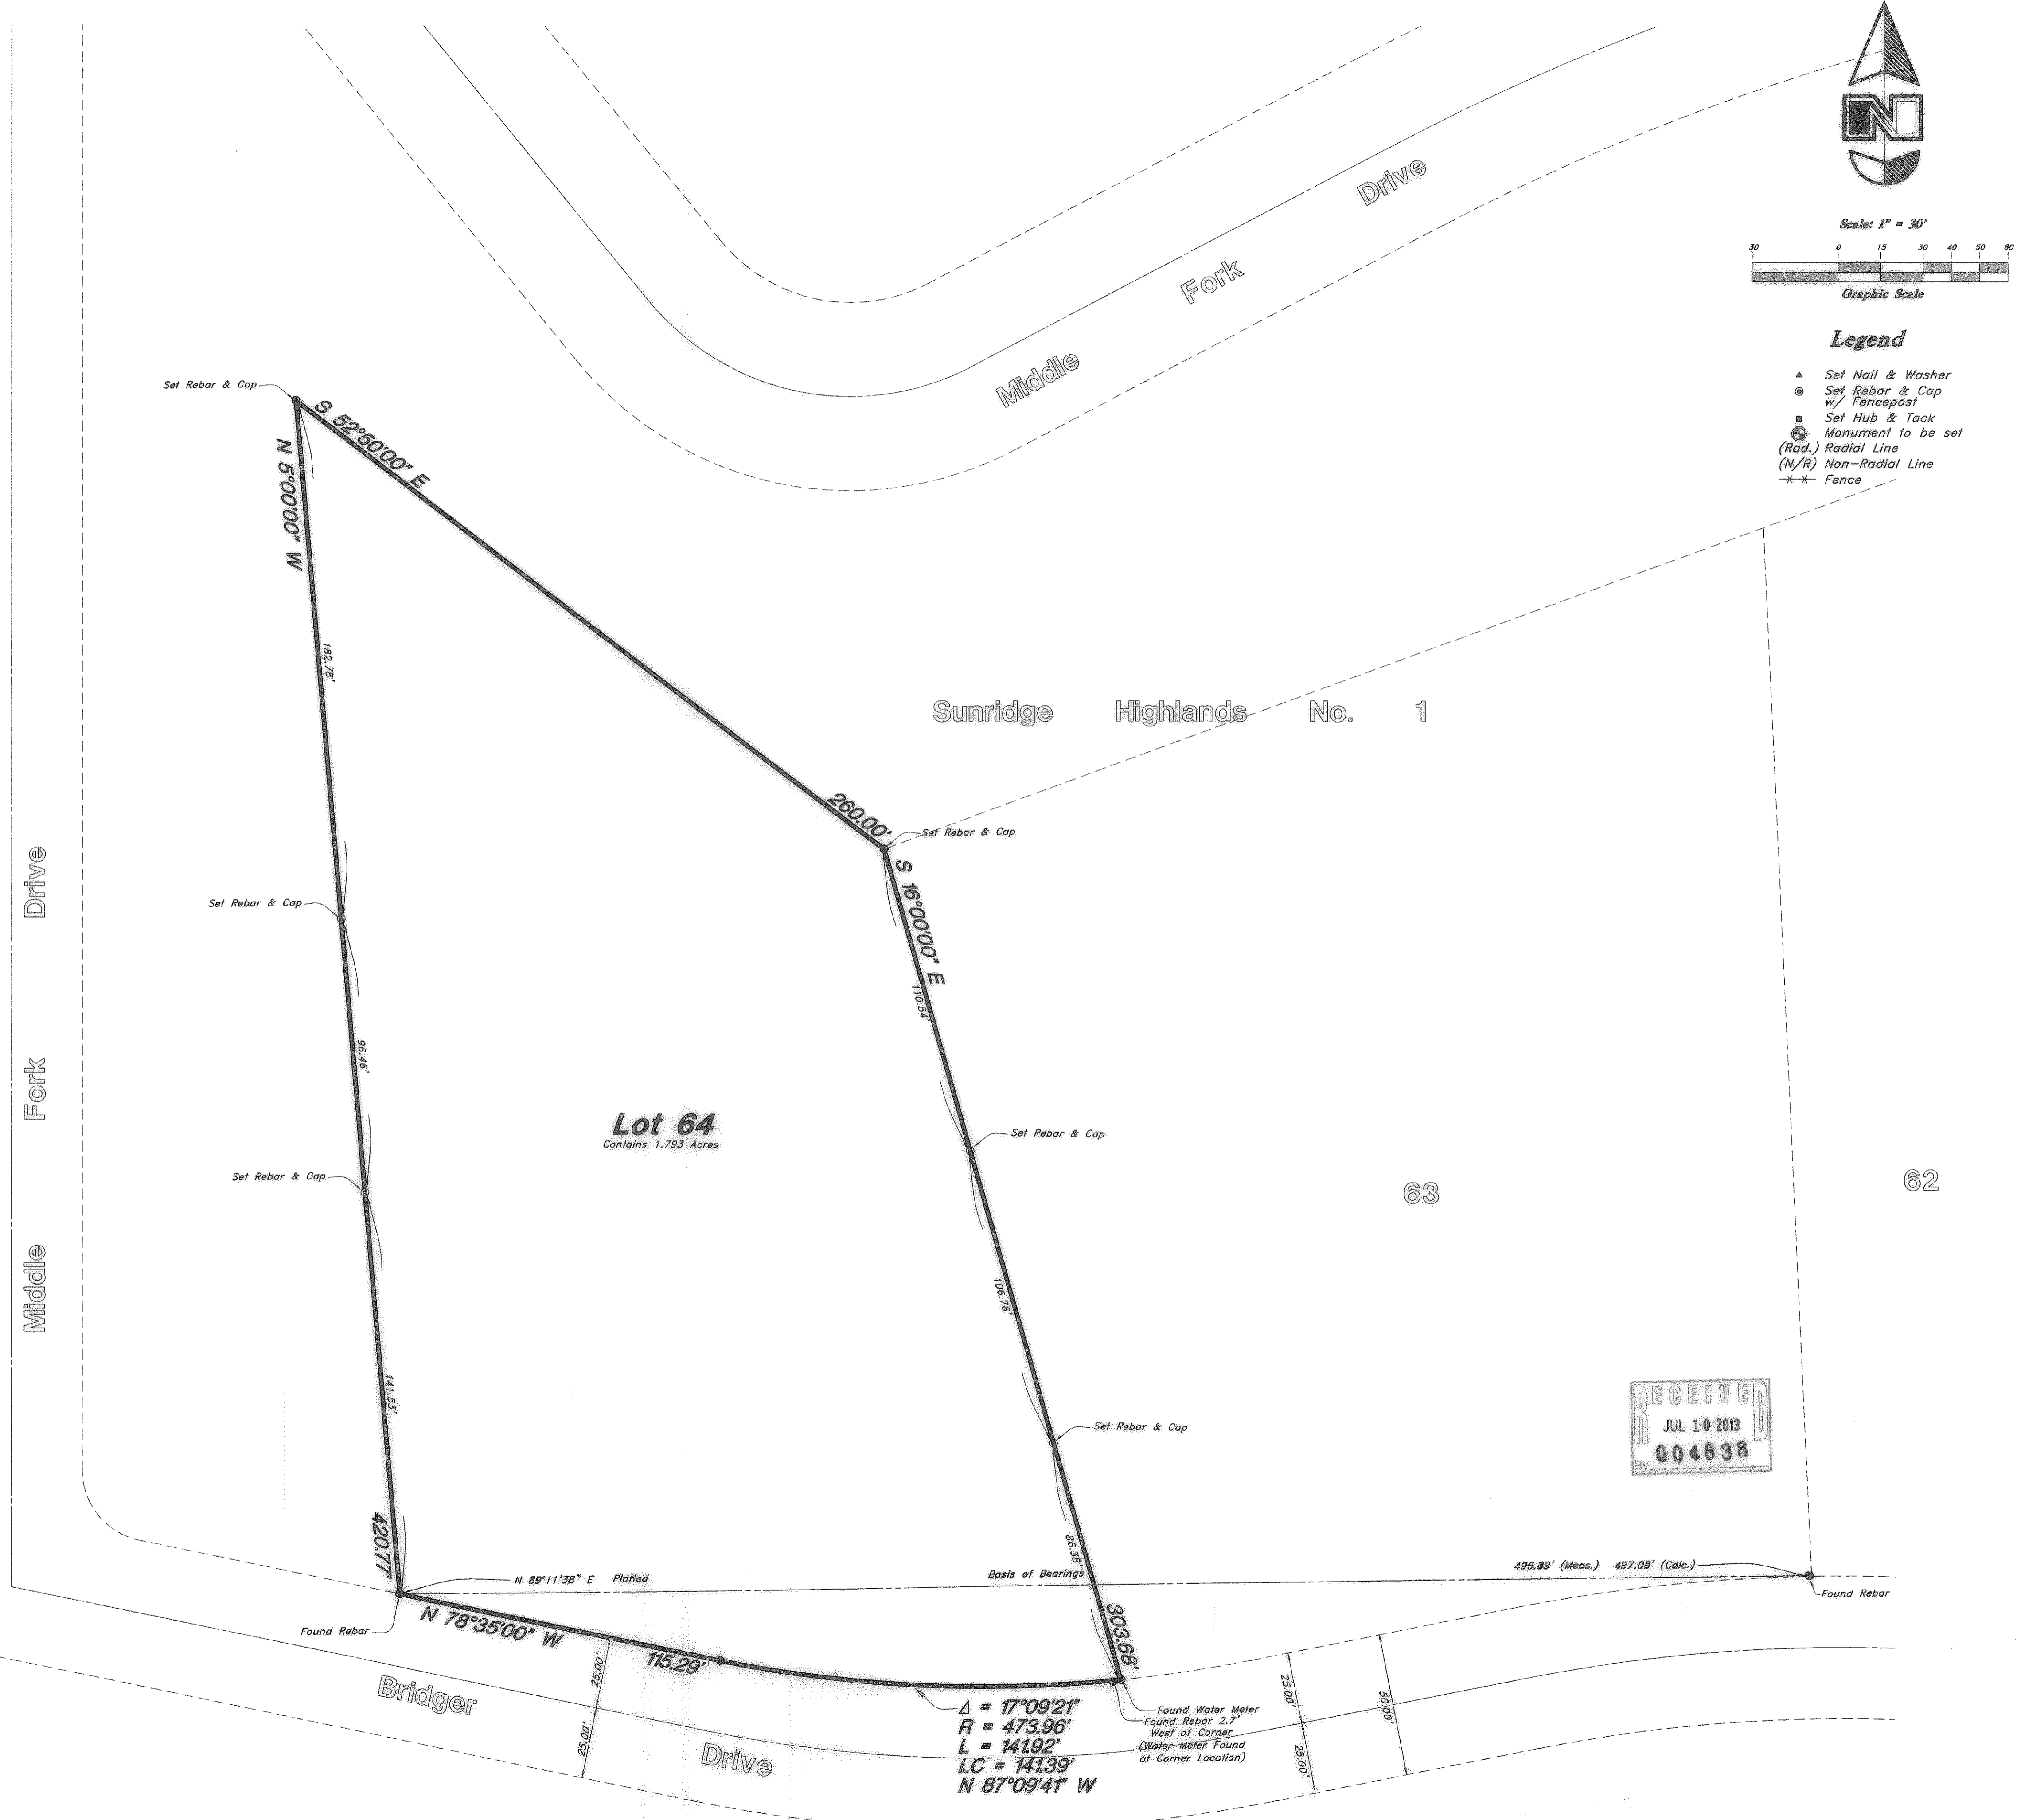 N
Scale: 1" = 30'
30 0 15 30 40 50 60
Graphic Scale
Legend
Set Nail & Washer
Set Rebar & Cap
w/ Fencepost
Set Hub & Tack
Monument to be set
(Rad.) Radial Line
(N/R) Non-Radial Line
Fence
Middle Fork Drive
Set Rebar & Cap
S 52°50'00" E
260.00'
N 5°00'00" W
182.78'
Sunridge Highlands No. 1
Set Rebar & Cap
S 16°00'00" E
110.54'
Set Rebar & Cap
96.46'
Middle Fork Drive
Lot 64
Contains 1.793 Acres
Set Rebar & Cap
Set Rebar & Cap
63
62
106.76'
141.53'
420.77'
Set Rebar & Cap
RECEIVED
JUL 10 2013
004838
By
86.38'
303.68'
N 89°11'38" E Platted
Basis of Bearings
496.89' (Meas.) 497.08' (Calc.)
Found Rebar
Found Rebar
N 78°35'00" W
115.29'
25.00'
25.00'
Bridger Drive
Δ = 17°09'21"
R = 473.96'
L = 141.92'
LC = 141.39'
N 87°09'41" W
Found Water Meter
Found Rebar 2.7'
West of Corner
(Water Meter Found
at Corner Location)
25.00'
25.00'
50.00'